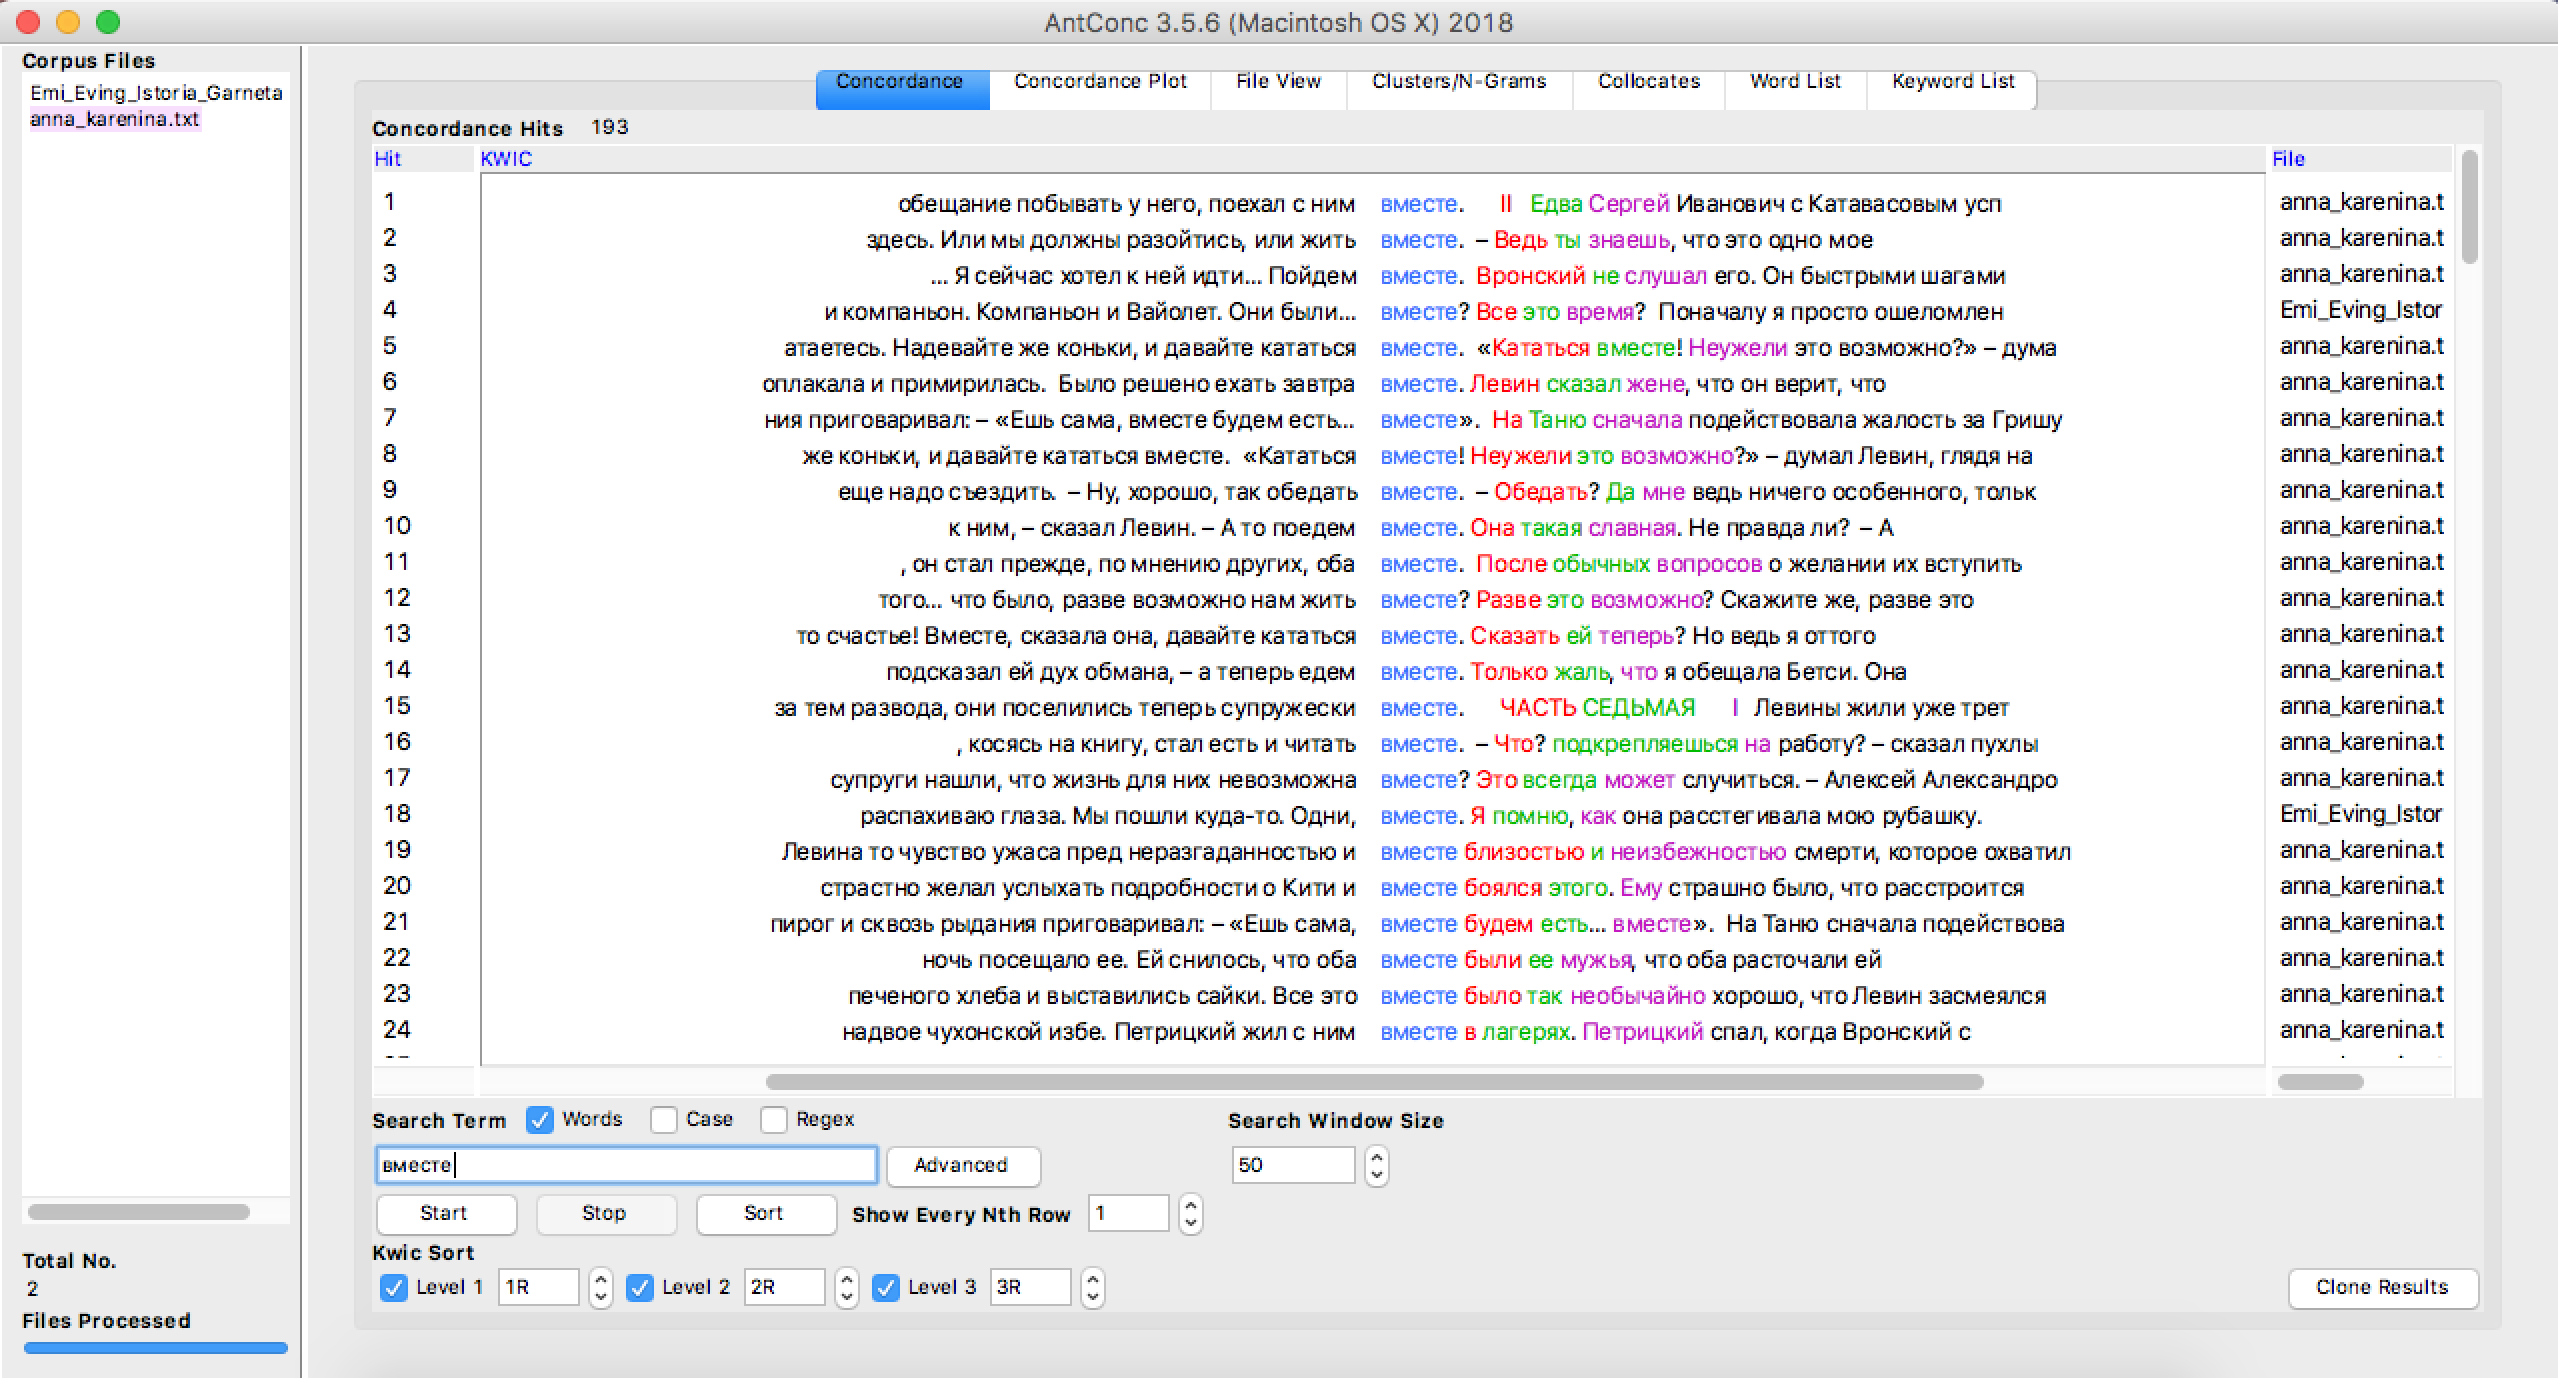 AntConc 3.5.6 (Macintosh OS X) 2018
Corpus Files
Emi_Eving_Istoria_Garneta
anna_karenina.txt
Concordance Concordance Plot File View Clusters/N-Grams Collocates Word List Keyword List
Concordance Hits 193
Hit KWIC File
1 обещание побывать у него, поехал с ним вместе. II Едва Сергей Иванович с Катавасовым усп anna_karenina.t
2 здесь. Или мы должны разойтись, или жить вместе. – Ведь ты знаешь, что это одно мое anna_karenina.t
3 ... Я сейчас хотел к ней идти... Пойдем вместе. Вронский не слушал его. Он быстрыми шагами anna_karenina.t
4 и компаньон. Компаньон и Вайолет. Они были... вместе? Все это время? Поначалу я просто ошеломлен Emi_Eving_Istor
5 атаетесь. Надевайте же коньки, и давайте кататься вместе. «Кататься вместе! Неужели это возможно?» – дума anna_karenina.t
6 оплакала и примирилась. Было решено ехать завтра вместе. Левин сказал жене, что он верит, что anna_karenina.t
7 ния приговаривал: – «Ешь сама, вместе будем есть... вместе». На Таню сначала подействовала жалость за Гришу anna_karenina.t
8 же коньки, и давайте кататься вместе. «Кататься вместе! Неужели это возможно?» – думал Левин, глядя на anna_karenina.t
9 еще надо съездить. – Ну, хорошо, так обедать вместе. – Обедать? Да мне ведь ничего особенного, тольк anna_karenina.t
10 к ним, – сказал Левин. – А то поедем вместе. Она такая славная. Не правда ли? – А anna_karenina.t
11 , он стал прежде, по мнению других, оба вместе. После обычных вопросов о желании их вступить anna_karenina.t
12 того... что было, разве возможно нам жить вместе? Разве это возможно? Скажите же, разве это anna_karenina.t
13 то счастье! Вместе, сказала она, давайте кататься вместе. Сказать ей теперь? Но ведь я оттого anna_karenina.t
14 подсказал ей дух обмана, – а теперь едем вместе. Только жаль, что я обещала Бетси. Она anna_karenina.t
15 за тем развода, они поселились теперь супружески вместе. ЧАСТЬ СЕДЬМАЯ I Левины жили уже трет anna_karenina.t
16 , косясь на книгу, стал есть и читать вместе. – Что? подкрепляешься на работу? – сказал пухлы anna_karenina.t
17 супруги нашли, что жизнь для них невозможна вместе? Это всегда может случиться. – Алексей Александро anna_karenina.t
18 распахиваю глаза. Мы пошли куда-то. Одни, вместе. Я помню, как она расстегивала мою рубашку. Emi_Eving_Istor
19 Левина то чувство ужаса пред неразгаданностью и вместе близостью и неизбежностью смерти, которое охватил anna_karenina.t
20 страстно желал услыхать подробности о Кити и вместе боялся этого. Ему страшно было, что расстроится anna_karenina.t
21 пирог и сквозь рыдания приговаривал: – «Ешь сама, вместе будем есть... вместе». На Таню сначала подействова anna_karenina.t
22 ночь посещало ее. Ей снилось, что оба вместе были ее мужья, что оба расточали ей anna_karenina.t
23 печеного хлеба и выставились сайки. Все это вместе было так необычайно хорошо, что Левин засмеялся anna_karenina.t
24 надвое чухонской избе. Петрицкий жил с ним вместе в лагерях. Петрицкий спал, когда Вронский с anna_karenina.t
Search Term Words Case Regex Search Window Size
вместе Advanced 50
Start Stop Sort Show Every Nth Row 1
Kwic Sort
Level 1 1R Level 2 2R Level 3 3R Clone Results
Total No.
2
Files Processed